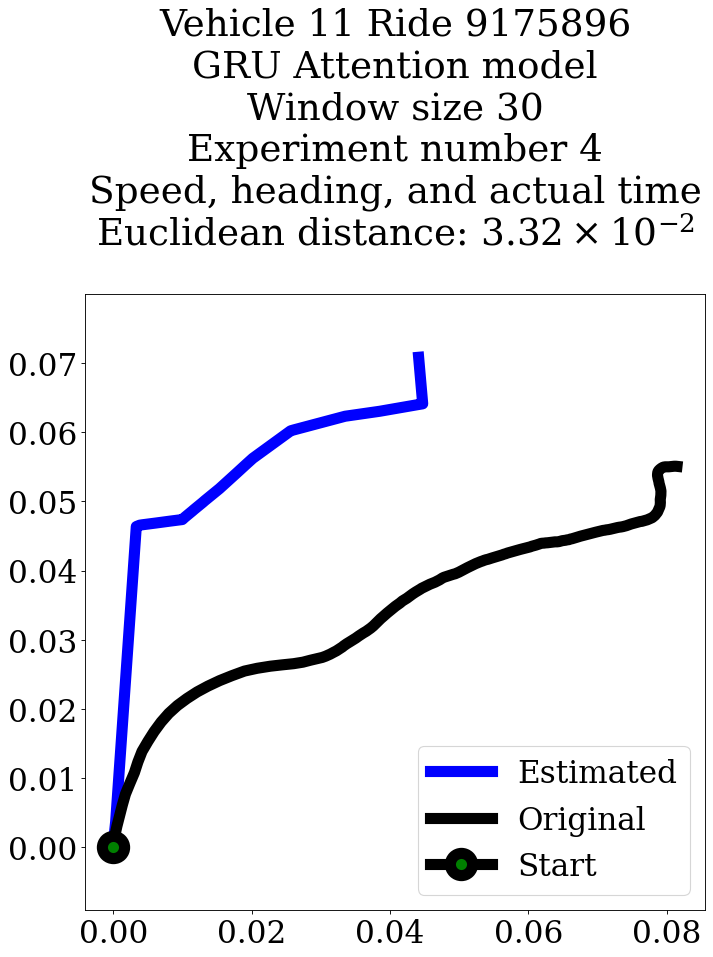 Vehicle 11 Ride 9175896
GRU Attention model
Window size 30
Experiment number 4
Speed, heading, and actual time
Euclidean distance: 3.32 × 10⁻²
0.07
0.06
0.05
0.04
0.03
0.02
0.01
0.00
Estimated
Original
Start
0.00 0.02 0.04 0.06 0.08